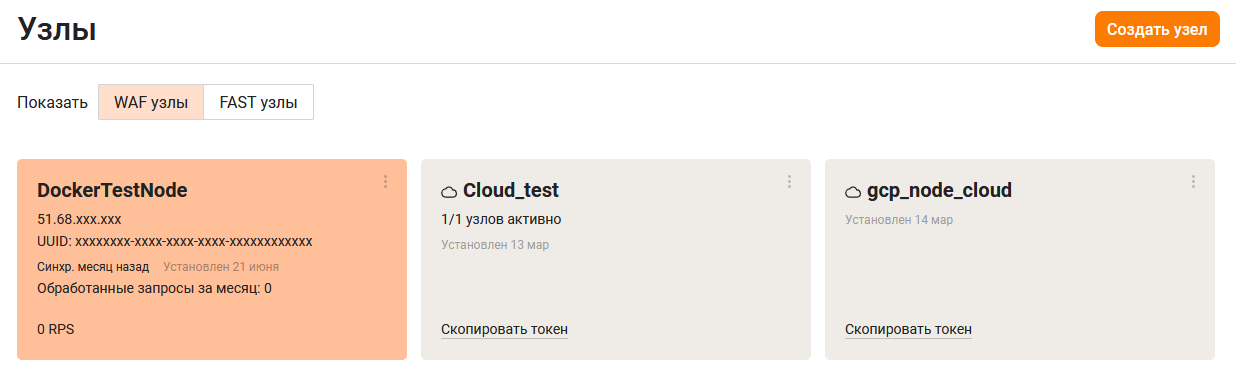 Узлы
Создать узел
Показать
WAF узлы
FAST узлы
DockerTestNode
51.68.xxx.xxx
UUID: xxxxxxxx-xxxx-xxxx-xxxx-xxxxxxxxxxxx
Синхр. месяц назад Установлен 21 июня
Обработанные запросы за месяц: 0
0 RPS
Cloud_test
1/1 узлов активно
Установлен 13 мар
Скопировать токен
gcp_node_cloud
Установлен 14 мар
Скопировать токен